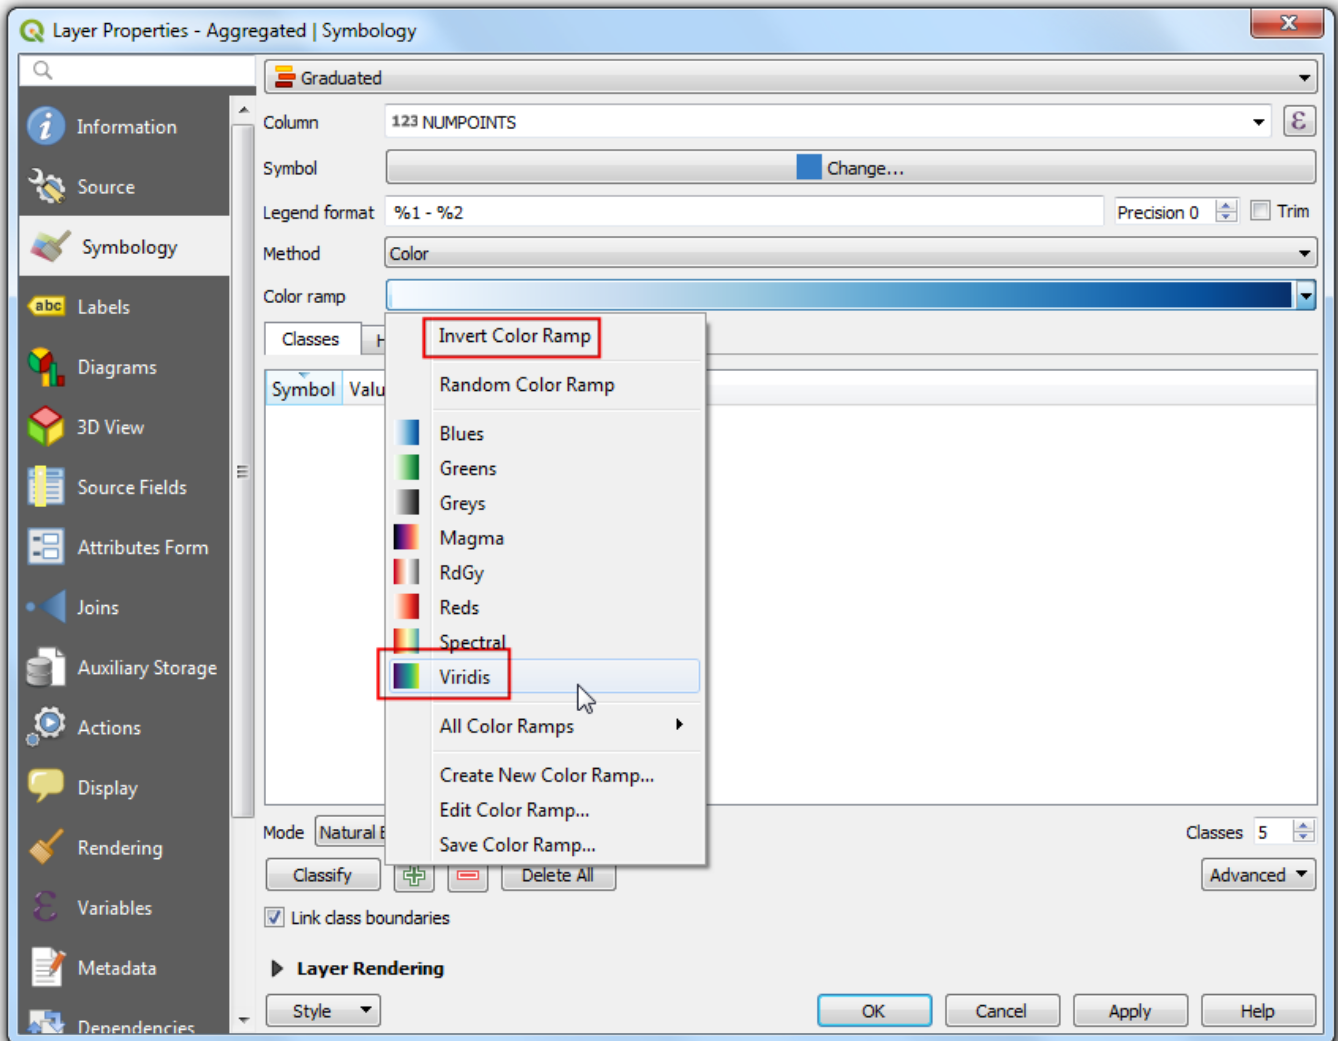 Layer Properties - Aggregated | Symbology
Graduated
Information
Column
123 NUMPOINTS
ε
Source
Symbol
Change...
Legend format
%1 - %2
Precision 0
Trim
Symbology
Method
Color
Color ramp
abc Labels
Invert Color Ramp
Classes
H
Diagrams
Random Color Ramp
Symbol
Valu
3D View
Blues
Greens
Source Fields
Greys
Attributes Form
Magma
RdGy
Joins
Reds
Spectral
Auxiliary Storage
Viridis
Actions
All Color Ramps
Create New Color Ramp...
Display
Edit Color Ramp...
Mode
Natural B
Classes 5
Rendering
Save Color Ramp...
Classify
Delete All
Advanced
Variables
Link class boundaries
Metadata
Layer Rendering
Style
OK
Cancel
Apply
Help
Dependencies